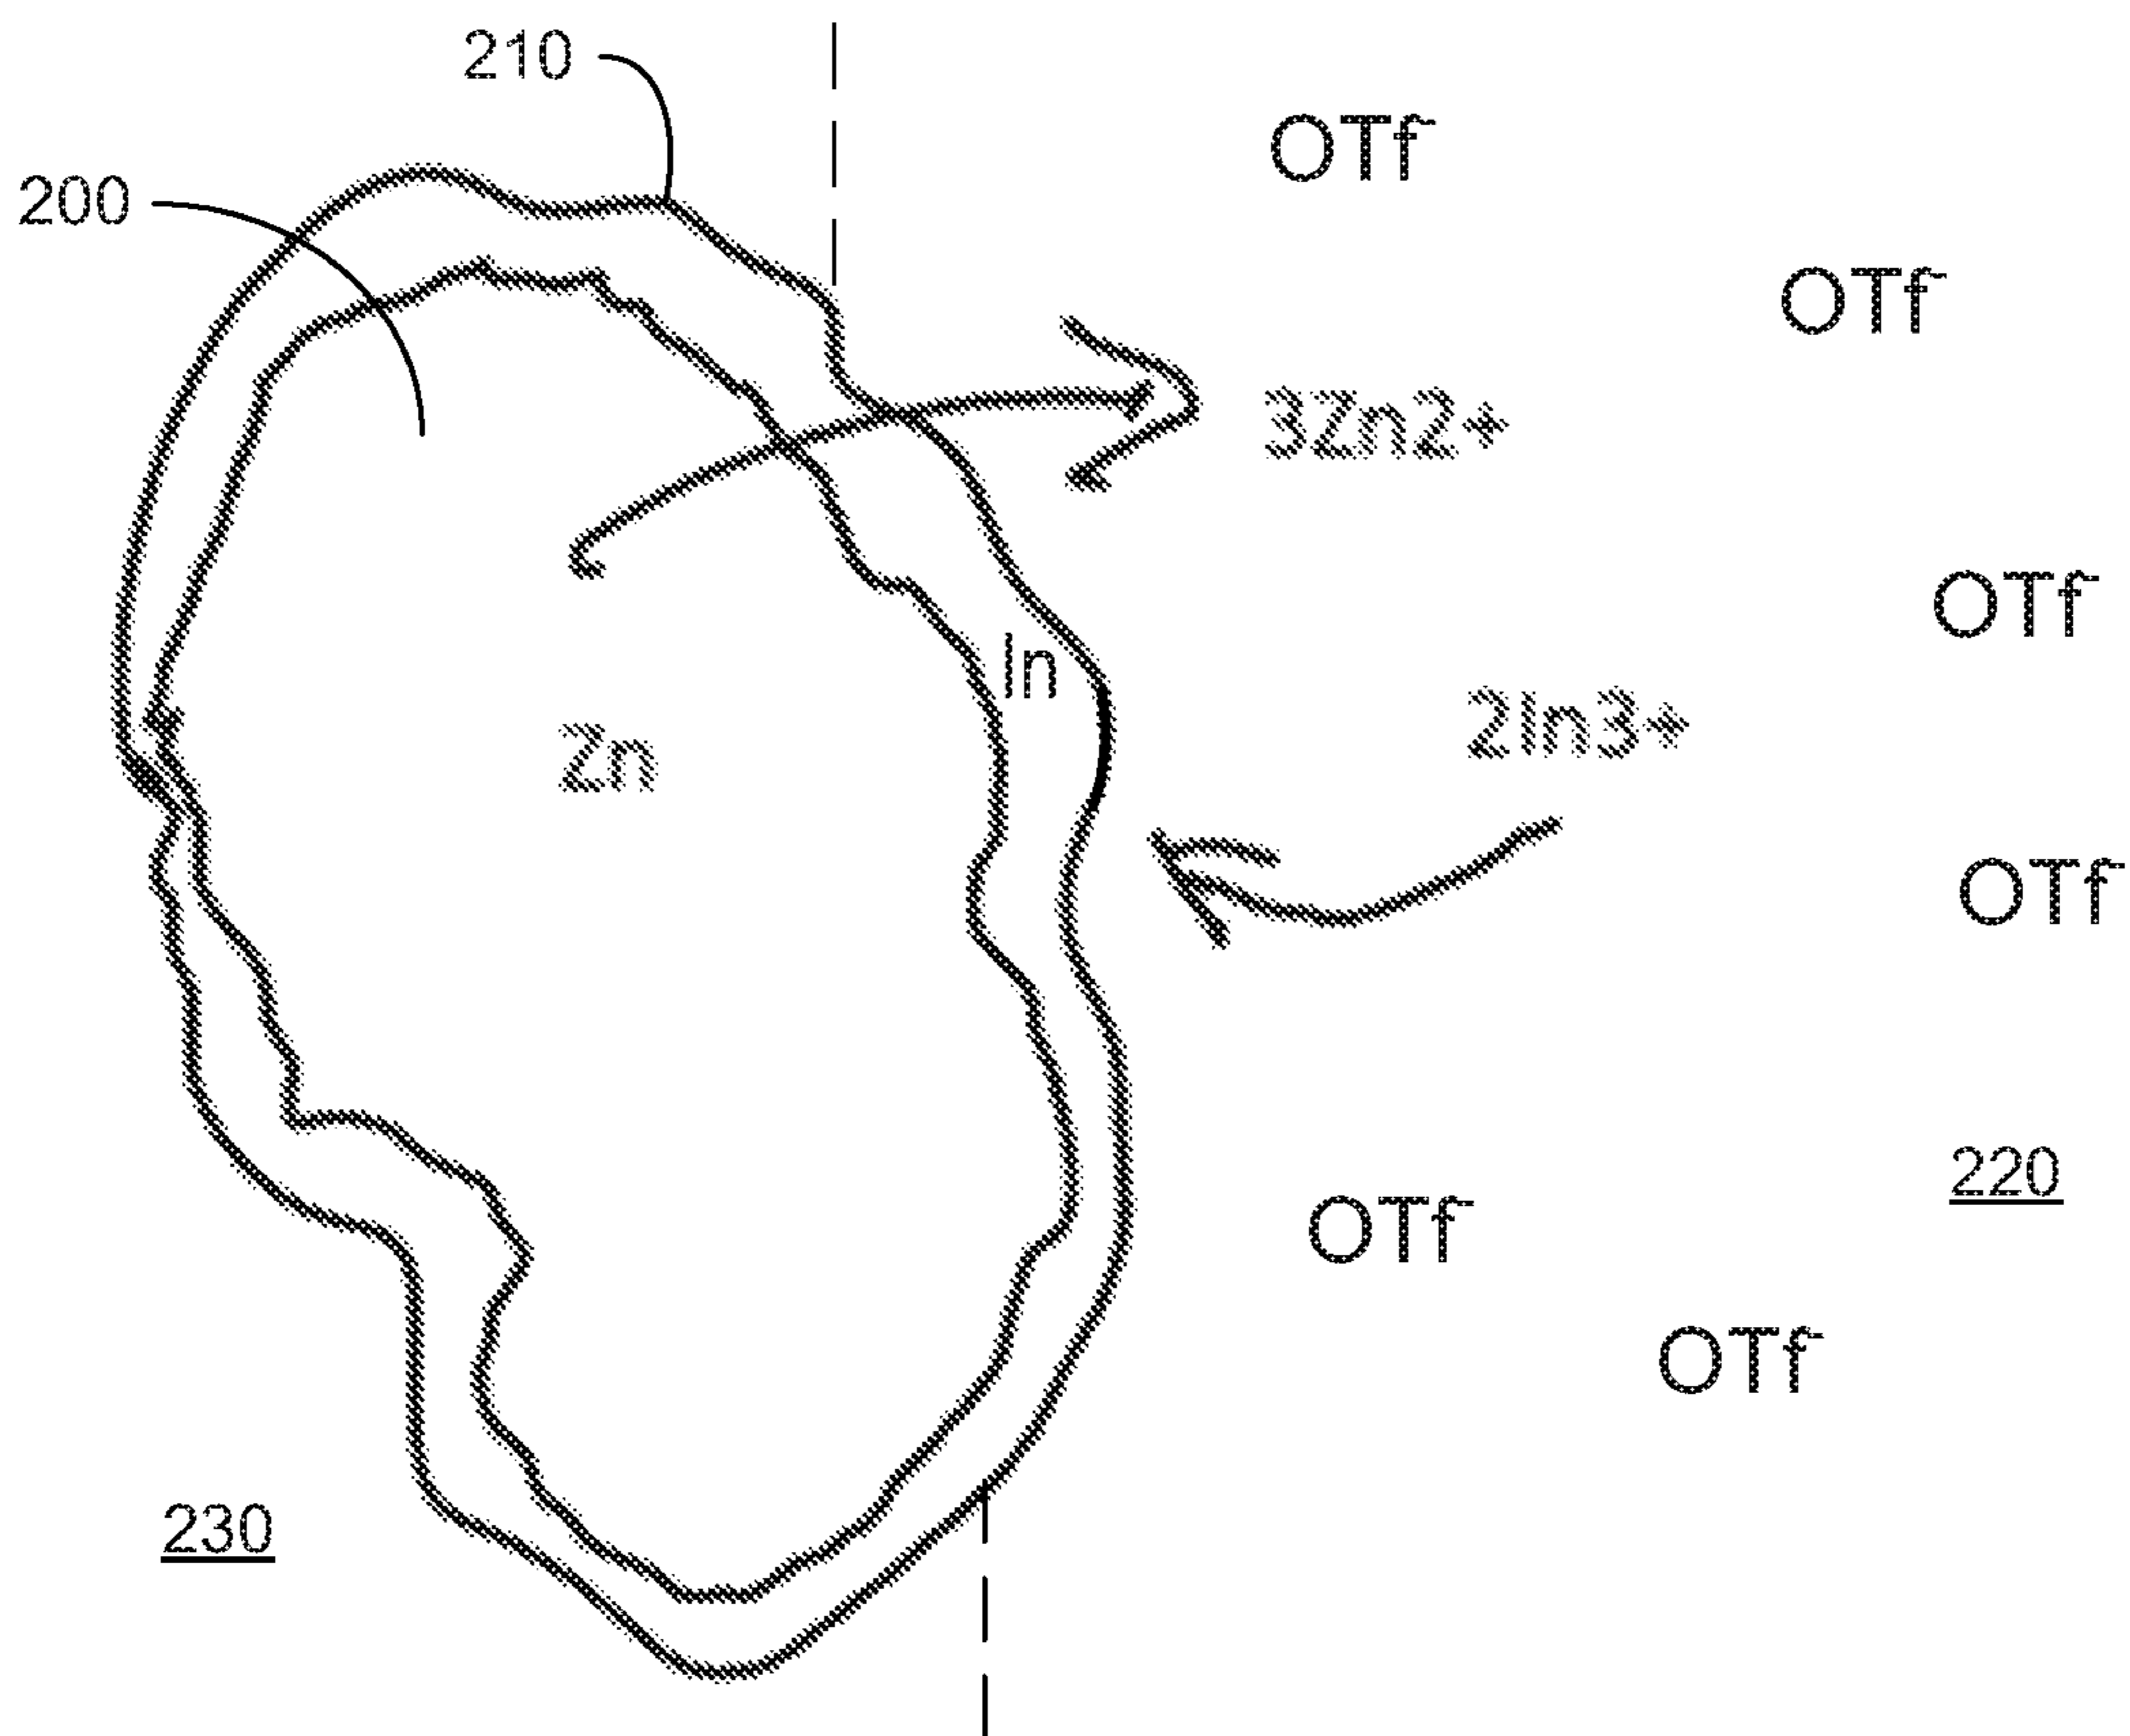 210
OTf-
200
OTf-
3Zn2+
OTf-
In
2In3+
Zn
OTf-
220
OTf-
OTf-
230